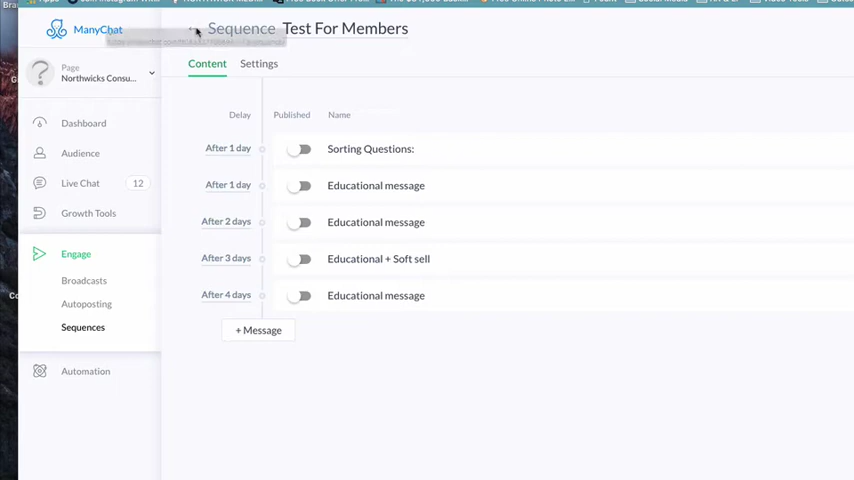 ManyChat
← Sequence Test For Members
Page
Northwicks Consu...
Content Settings
Delay Published Name
Dashboard
After 1 day Sorting Questions:
Audience
Live Chat 12
After 1 day Educational message
Growth Tools
After 2 days Educational message
Engage
After 3 days Educational + Soft sell
Broadcasts
After 4 days Educational message
Autoposting
Sequences
+ Message
Automation